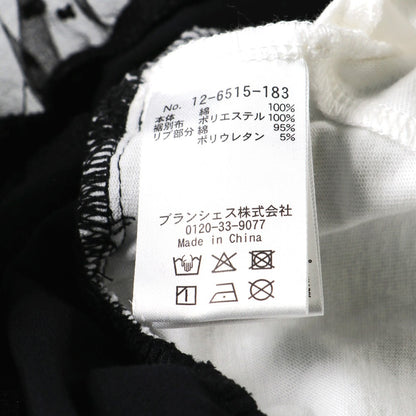 No. 12-6515-183
本体 綿 100%
裾別布 ポリエステル 100%
リブ部分 綿 95%
ポリウレタン 5%
ブランシェス株式会社
0120-33-9077
Made in China